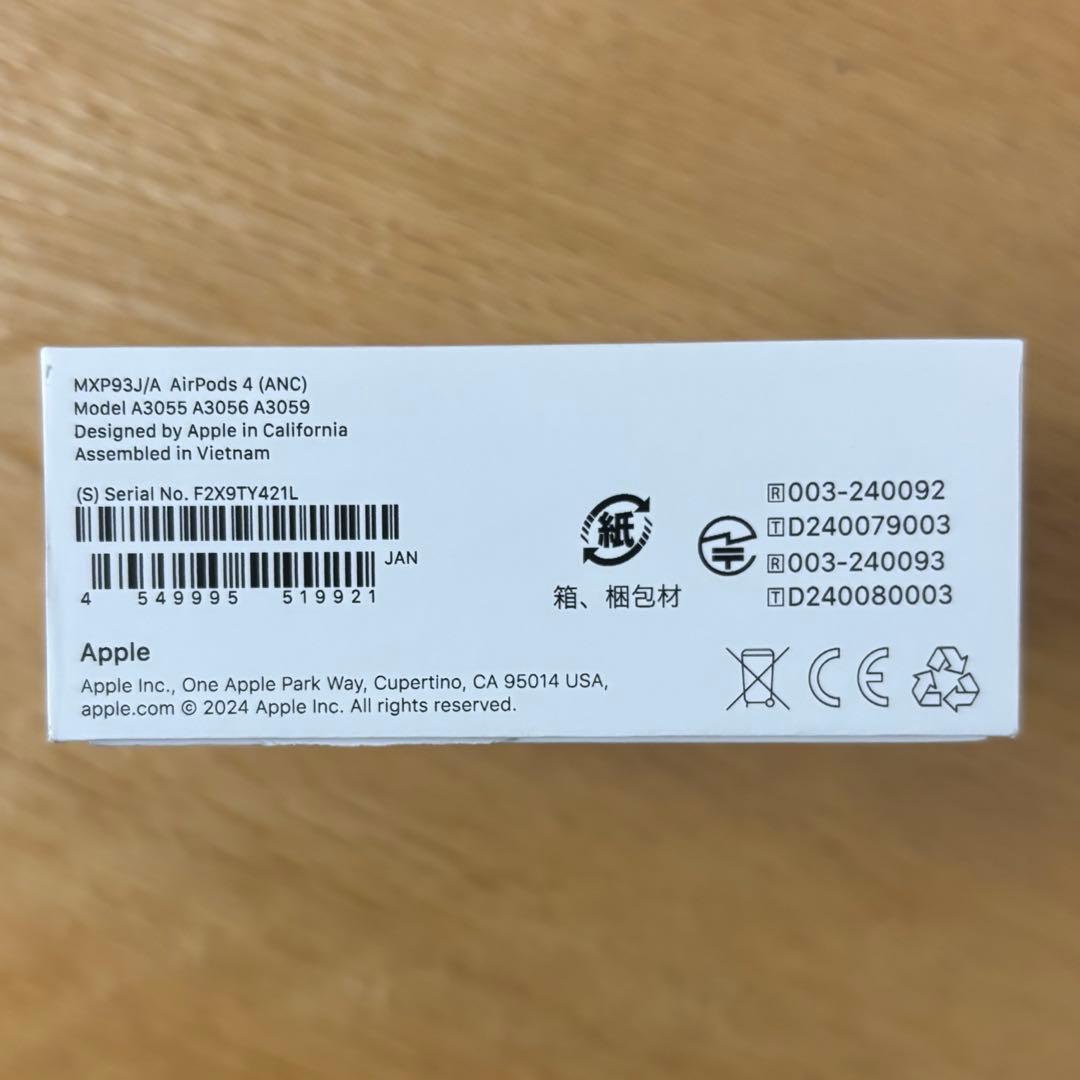 MXP93J/A AirPods 4 (ANC)
Model A3055 A3056 A3059
Designed by Apple in California
Assembled in Vietnam
(S) Serial No. F2X9TY421L
JAN
4 549995 519921
紙
箱、梱包材
R003-240092
TD240079003
R003-240093
TD240080003
Apple
Apple Inc., One Apple Park Way, Cupertino, CA 95014 USA,
apple.com © 2024 Apple Inc. All rights reserved.
CE